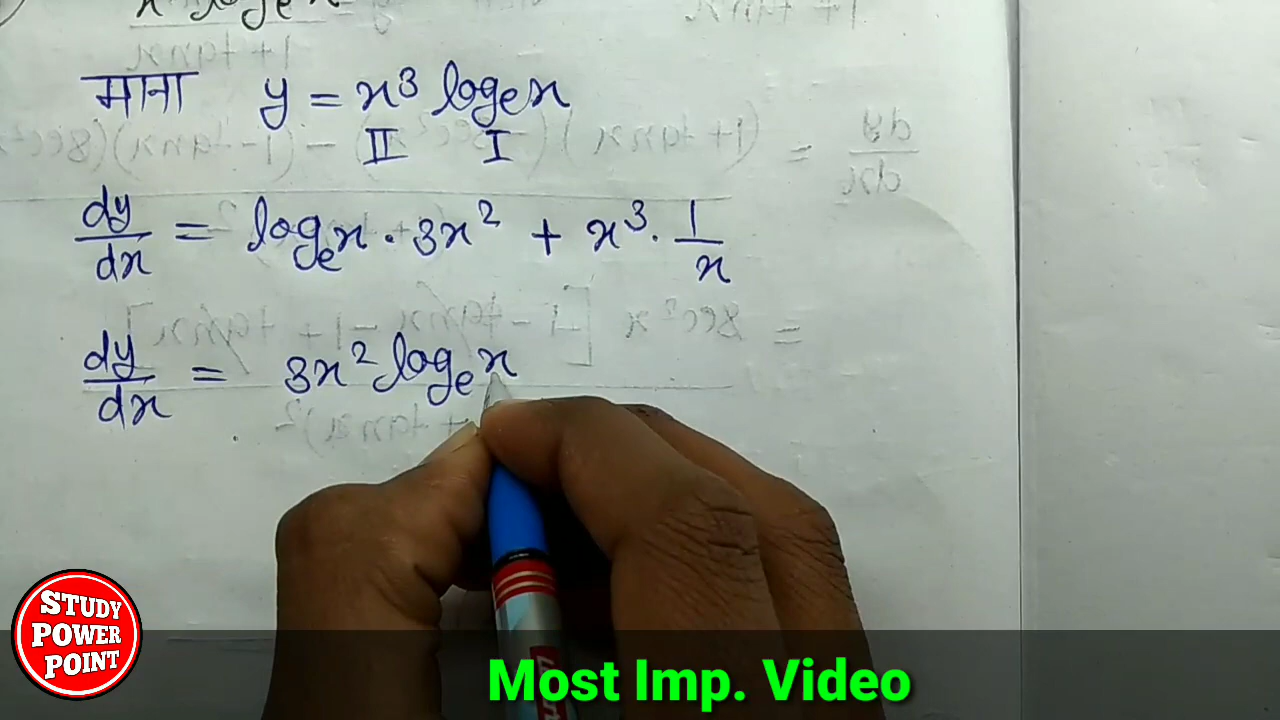 x log_e x
माना y = x³ logₑx
II I
dy/dx = logₑx · 3x² + x³ · 1/x
dy/dx = 3x² logₑx
STUDY
POWER
POINT
Most Imp. Video